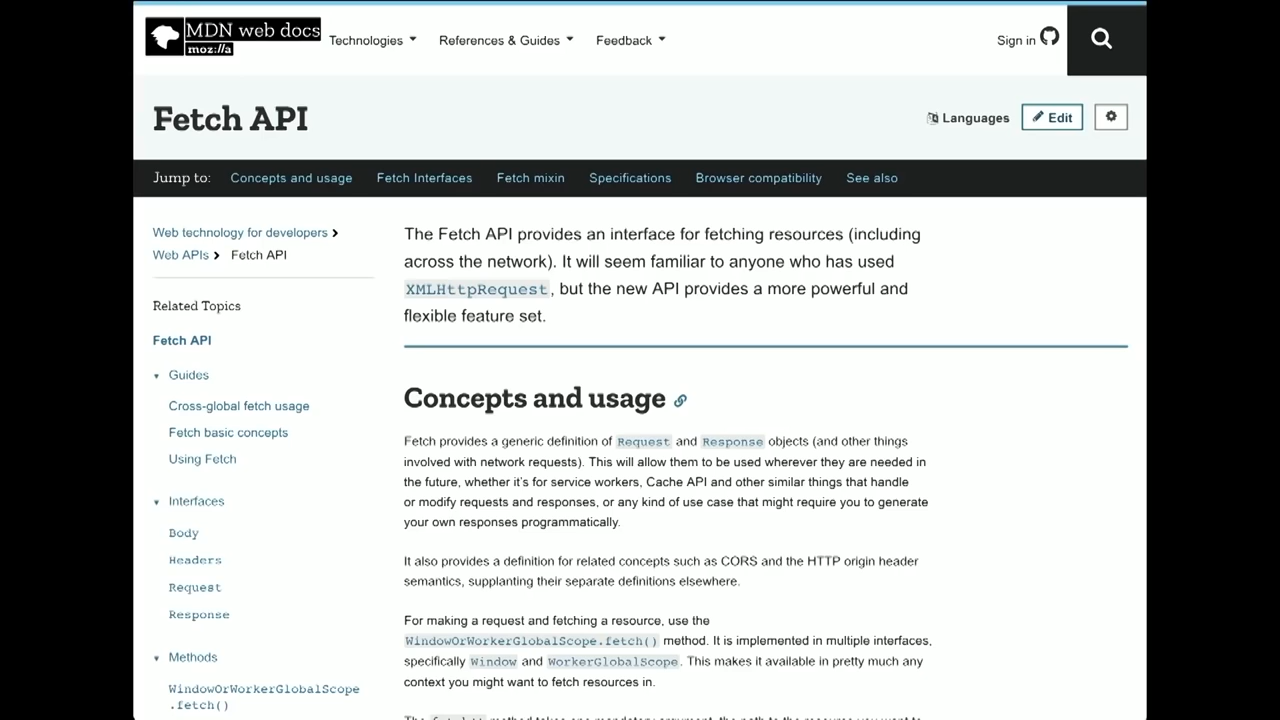 MDN web docs
moz://a
Technologies
References & Guides
Feedback
Sign in
Fetch API
Languages
Edit
Jump to:
Concepts and usage
Fetch Interfaces
Fetch mixin
Specifications
Browser compatibility
See also
Web technology for developers
Web APIs
Fetch API
Related Topics
Fetch API
Guides
Cross-global fetch usage
Fetch basic concepts
Using Fetch
Interfaces
Body
Headers
Request
Response
Methods
WindowOrWorkerGlobalScope
.fetch()
The Fetch API provides an interface for fetching resources (including
across the network). It will seem familiar to anyone who has used
XMLHttpRequest, but the new API provides a more powerful and
flexible feature set.
Concepts and usage
Fetch provides a generic definition of Request and Response objects (and other things
involved with network requests). This will allow them to be used wherever they are needed in
the future, whether it's for service workers, Cache API and other similar things that handle
or modify requests and responses, or any kind of use case that might require you to generate
your own responses programmatically.
It also provides a definition for related concepts such as CORS and the HTTP origin header
semantics, supplanting their separate definitions elsewhere.
For making a request and fetching a resource, use the
WindowOrWorkerGlobalScope.fetch() method. It is implemented in multiple interfaces,
specifically Window and WorkerGlobalScope. This makes it available in pretty much any
context you might want to fetch resources in.